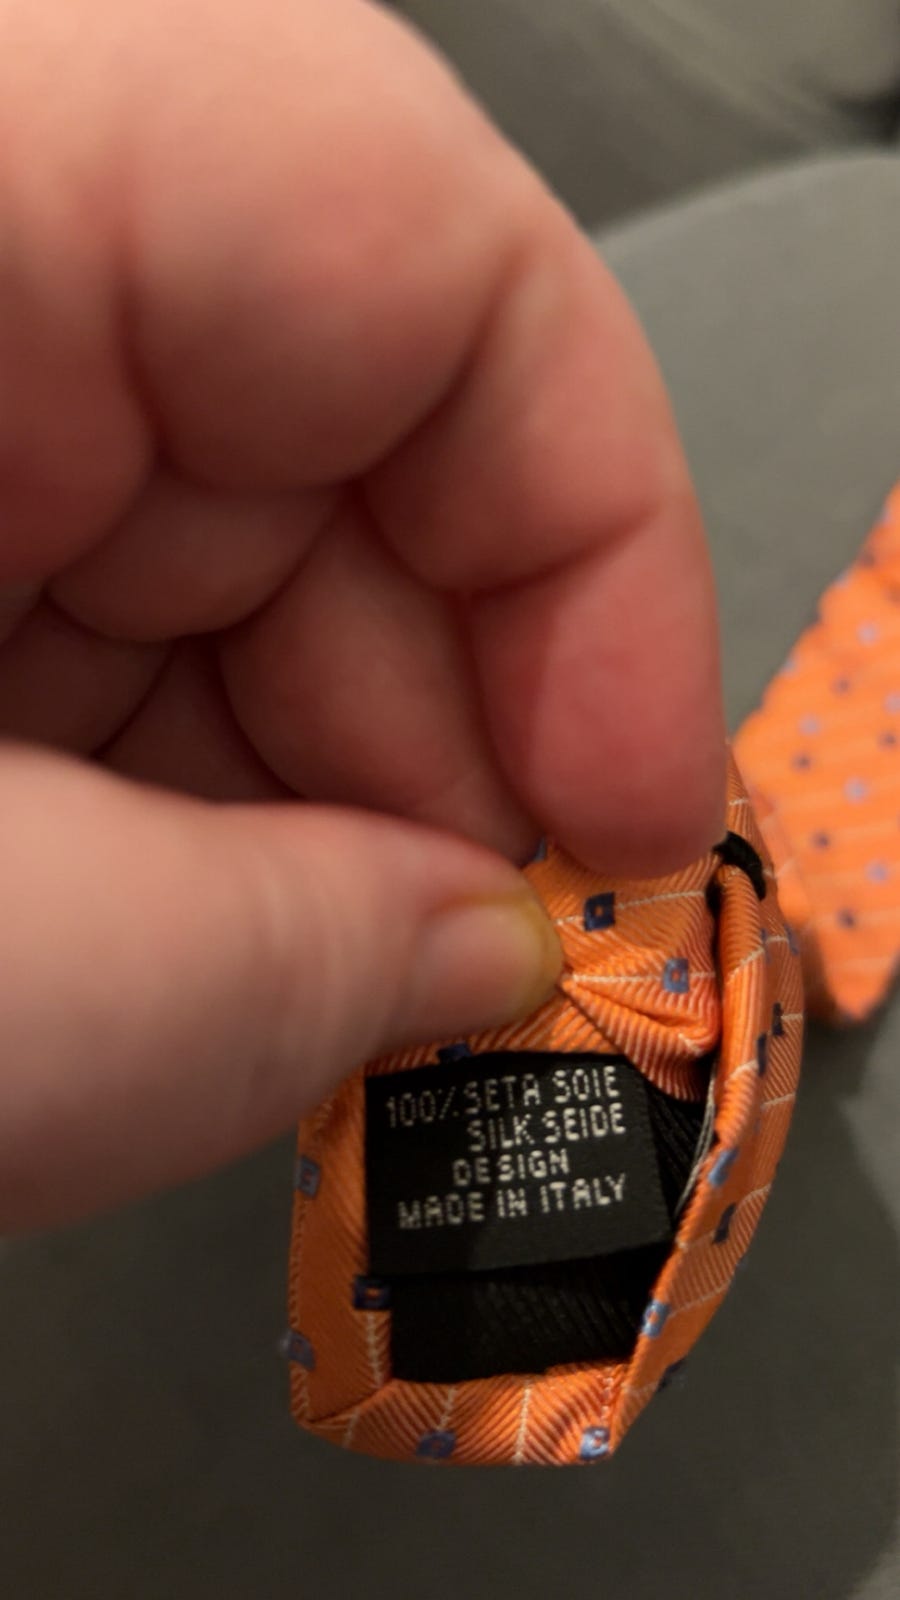 100% SETA SOIE
SILK SEIDE
DESIGN
MADE IN ITALY